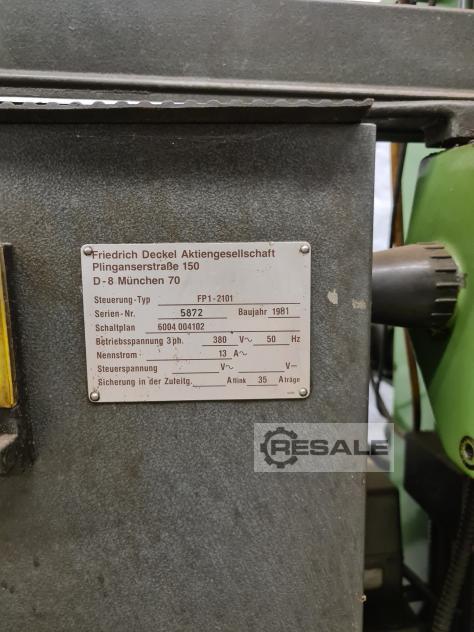 Friedrich Deckel Aktiengesellschaft
Plinganserstraße 150
D-8 München 70
Steuerung-Typ FP1-2101
Serien-Nr. 5872 Baujahr 1981
Schaltplan 6004 004102
Betriebsspannung 3 ph. 380 V~ 50 Hz
Nennstrom 13 A~
Steuerspannung V~ V–
Sicherung in der Zuleitg. A flink 35 A träge
RESALE